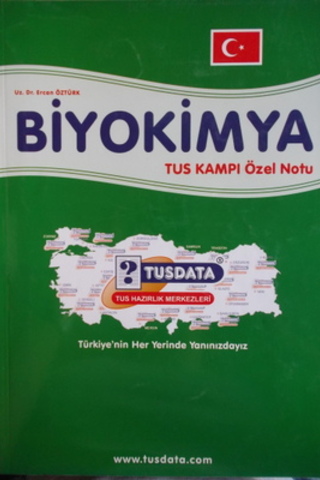 Uz. Dr. Ercan ÖZTÜRK
BİYOKİMYA
TUS KAMPI Özel Notu
? TUSDATA
TUS HAZIRLIK MERKEZLERİ
Türkiye'nin Her Yerinde Yanınızdayız
www.tusdata.com